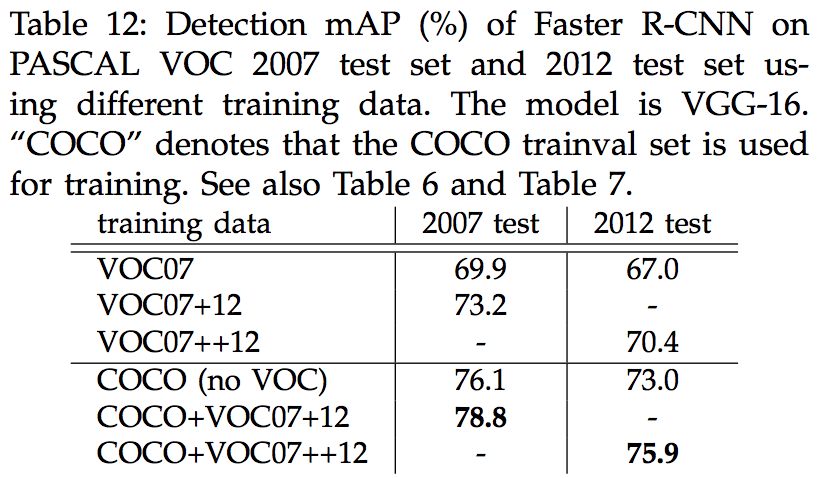 Table 12: Detection mAP (%) of Faster R-CNN on
PASCAL VOC 2007 test set and 2012 test set us-
ing different training data. The model is VGG-16.
“COCO” denotes that the COCO trainval set is used
for training. See also Table 6 and Table 7.
training data 2007 test 2012 test
VOC07 69.9 67.0
VOC07+12 73.2 -
VOC07++12 - 70.4
COCO (no VOC) 76.1 73.0
COCO+VOC07+12 78.8 -
COCO+VOC07++12 - 75.9